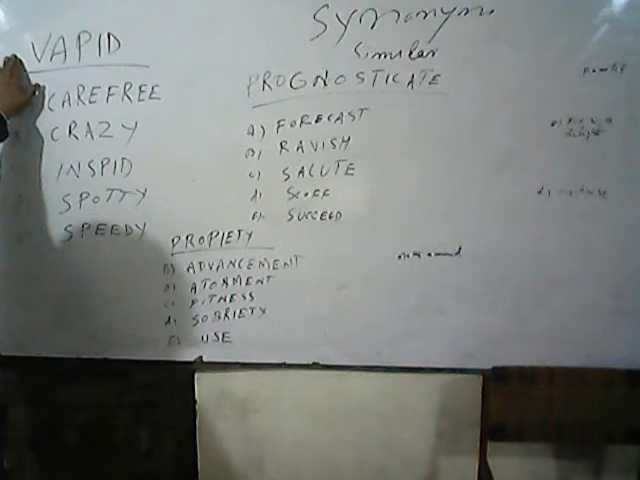 Synonym
Similar
VAPID
CAREFREE
CRAZY
INSPID
SPOTTY
SPEEDY
PROGNOSTICATE
A) FORECAST
B) RAVISH
C) SALUTE
d) SCOFF
E) SUCCEED
PROPIETY
ADVANCEMENT
ATONMENT
C) FITNESS
d) SOBRIETY
E) USE